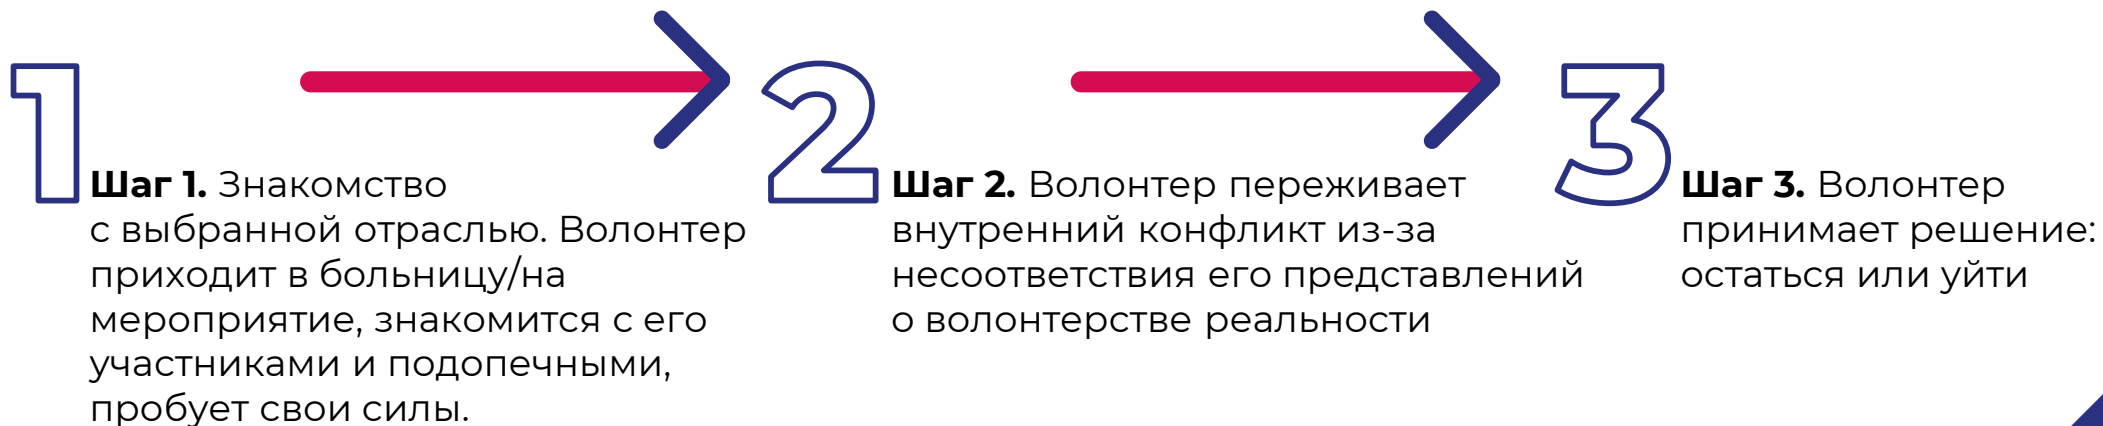 1
Шаг 1. Знакомство
с выбранной отраслью. Волонтер
приходит в больницу/на
мероприятие, знакомится с его
участниками и подопечными,
пробует свои силы.
2
Шаг 2. Волонтер переживает
внутренний конфликт из-за
несоответствия его представлений
о волонтерстве реальности
3
Шаг 3. Волонтер
принимает решение:
остаться или уйти